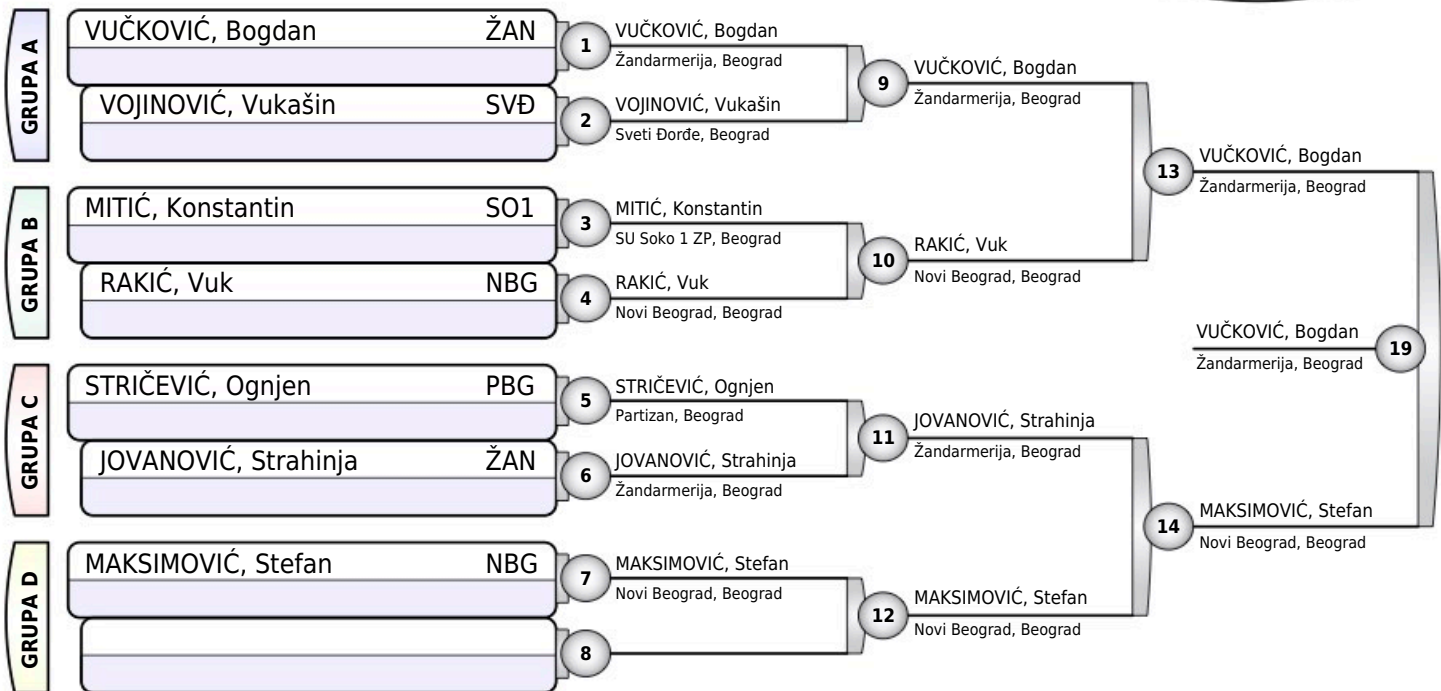 GRUPA A
VUČKOVIĆ, Bogdan ŽAN
VOJINOVIĆ, Vukašin SVĐ
GRUPA B
MITIĆ, Konstantin SO1
RAKIĆ, Vuk NBG
GRUPA C
STRIČEVIĆ, Ognjen PBG
JOVANOVIĆ, Strahinja ŽAN
GRUPA D
MAKSIMOVIĆ, Stefan NBG
1
VUČKOVIĆ, Bogdan
Žandarmerija, Beograd
2
VOJINOVIĆ, Vukašin
Sveti Đorđe, Beograd
3
MITIĆ, Konstantin
SU Soko 1 ZP, Beograd
4
RAKIĆ, Vuk
Novi Beograd, Beograd
5
STRIČEVIĆ, Ognjen
Partizan, Beograd
6
JOVANOVIĆ, Strahinja
Žandarmerija, Beograd
7
MAKSIMOVIĆ, Stefan
Novi Beograd, Beograd
8
9
VUČKOVIĆ, Bogdan
Žandarmerija, Beograd
10
RAKIĆ, Vuk
Novi Beograd, Beograd
11
JOVANOVIĆ, Strahinja
Žandarmerija, Beograd
12
MAKSIMOVIĆ, Stefan
Novi Beograd, Beograd
13
VUČKOVIĆ, Bogdan
Žandarmerija, Beograd
14
MAKSIMOVIĆ, Stefan
Novi Beograd, Beograd
VUČKOVIĆ, Bogdan
Žandarmerija, Beograd
19